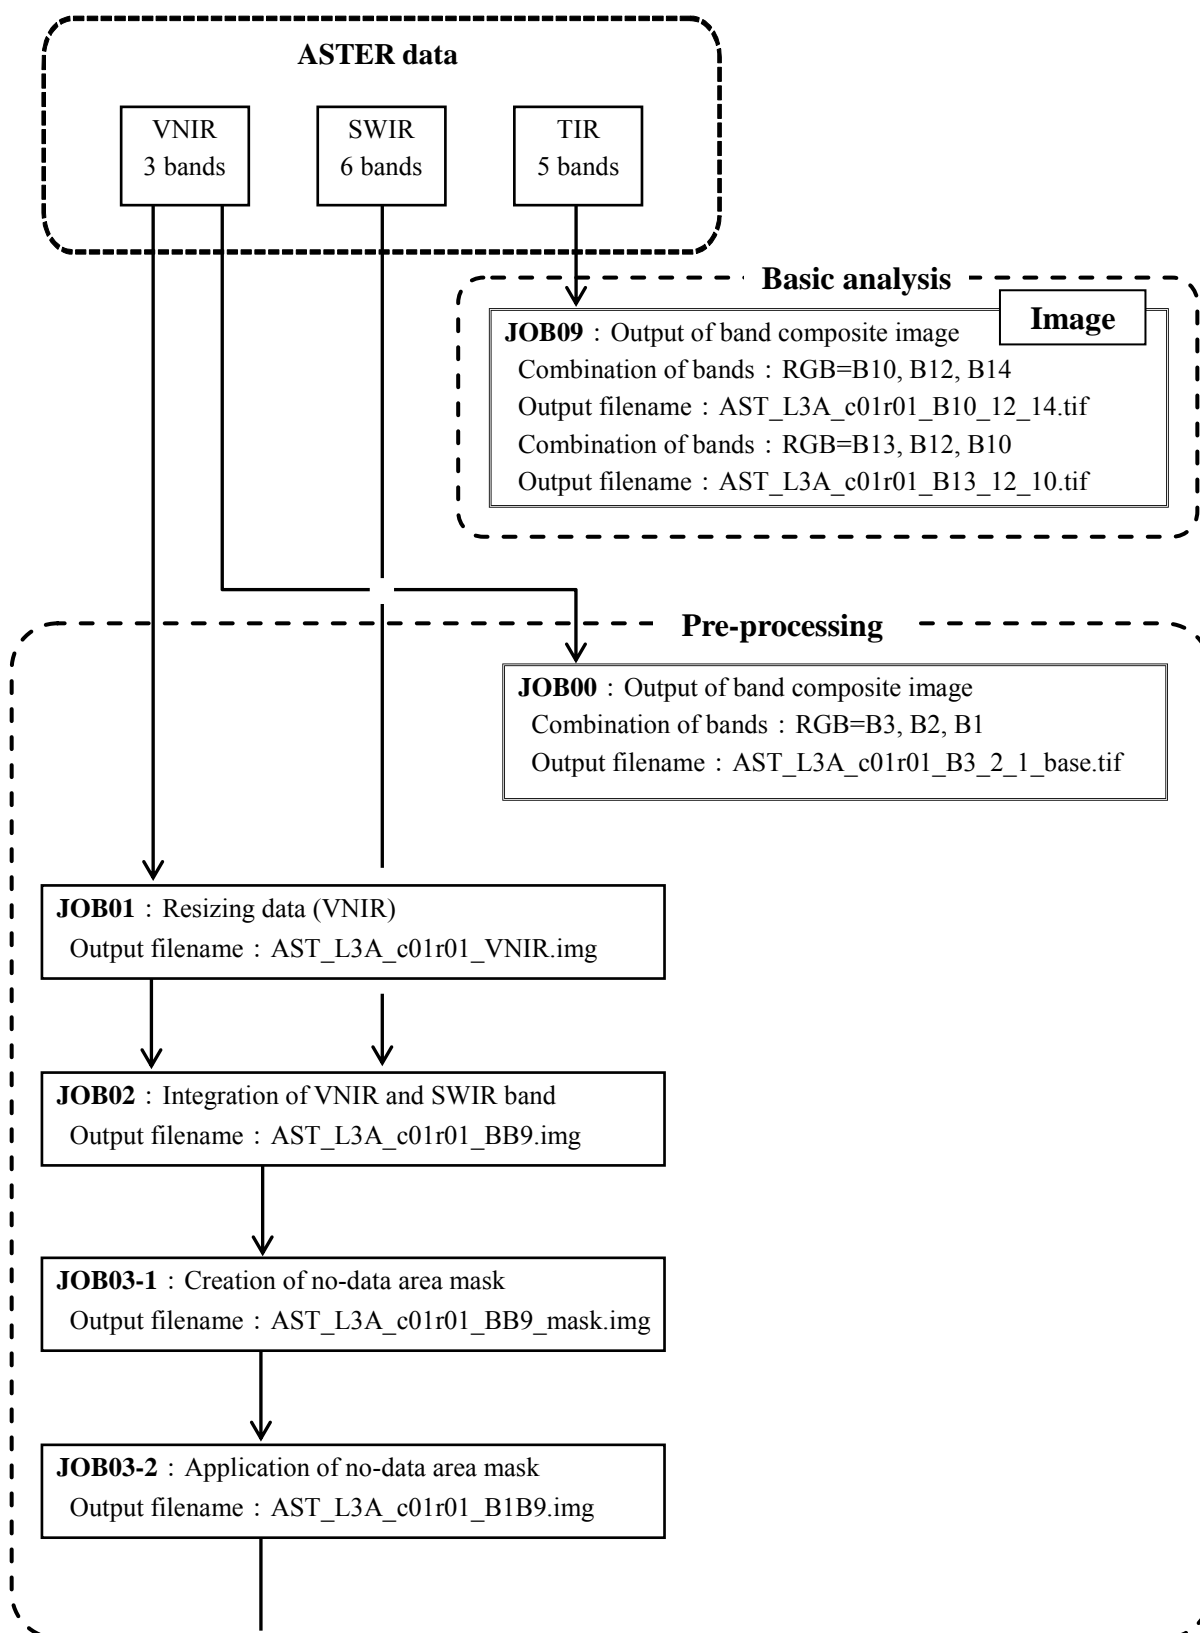 ASTER data
VNIR
3 bands
SWIR
6 bands
TIR
5 bands
Basic analysis
Image
JOB09：Output of band composite image
Combination of bands：RGB=B10, B12, B14
Output filename：AST_L3A_c01r01_B10_12_14.tif
Combination of bands：RGB=B13, B12, B10
Output filename：AST_L3A_c01r01_B13_12_10.tif
Pre-processing
JOB00：Output of band composite image
Combination of bands：RGB=B3, B2, B1
Output filename：AST_L3A_c01r01_B3_2_1_base.tif
JOB01：Resizing data (VNIR)
Output filename：AST_L3A_c01r01_VNIR.img
JOB02：Integration of VNIR and SWIR band
Output filename：AST_L3A_c01r01_BB9.img
JOB03-1：Creation of no-data area mask
Output filename：AST_L3A_c01r01_BB9_mask.img
JOB03-2：Application of no-data area mask
Output filename：AST_L3A_c01r01_B1B9.img